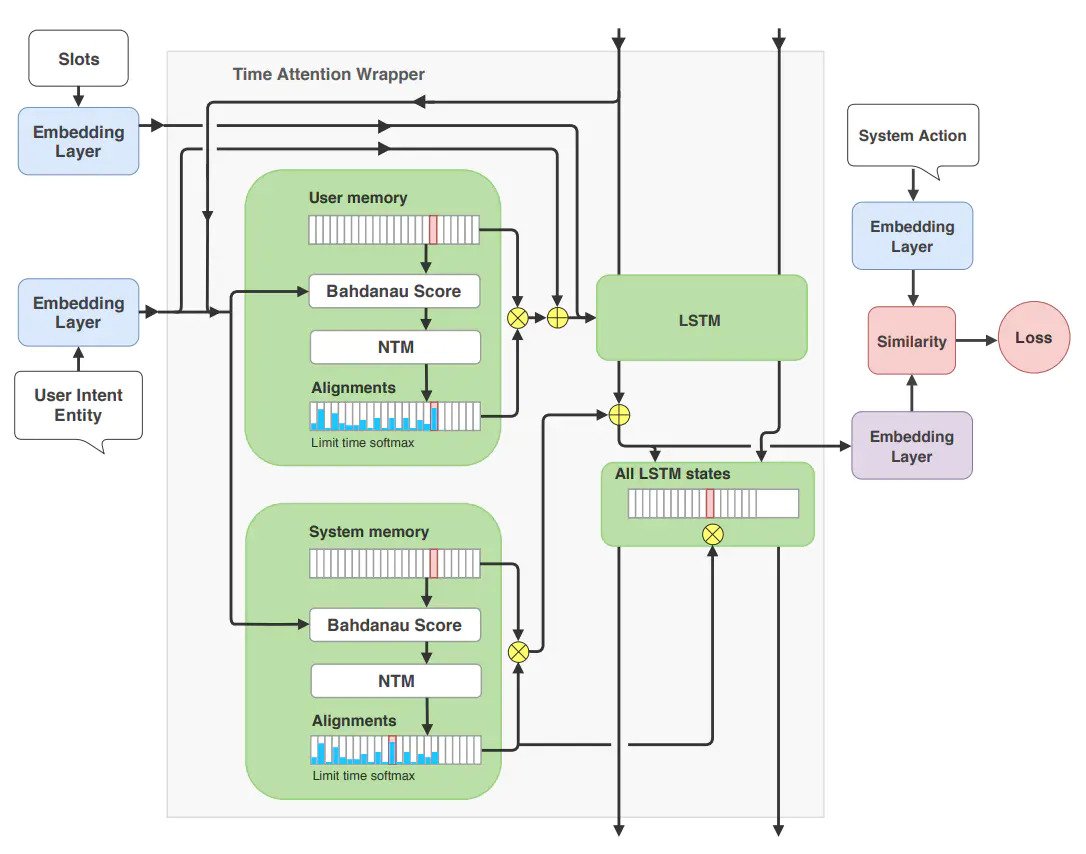 Slots
Embedding
Layer
Time Attention Wrapper
User memory
Bahdanau Score
NTM
Alignments
Limit time softmax
Embedding
Layer
User Intent
Entity
System memory
Bahdanau Score
NTM
Alignments
Limit time softmax
LSTM
All LSTM states
System Action
Embedding
Layer
Similarity
Loss
Embedding
Layer